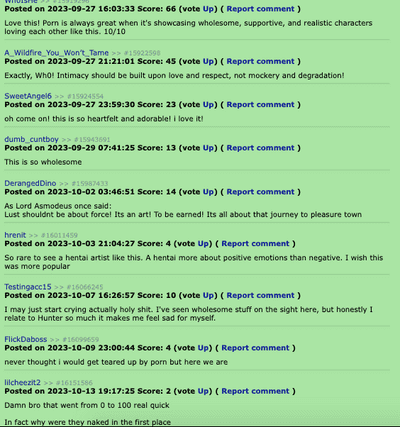 WhoIsHe >> #15919298
Posted on 2023-09-27 16:03:33 Score: 66 (vote Up) ( Report comment )
Love this! Porn is always great when it's showcasing wholesome, supportive, and realistic characters
loving each other like this. 10/10
A_Wildfire_You_Won't_Tame >> #15922598
Posted on 2023-09-27 21:21:01 Score: 45 (vote Up) ( Report comment )
Exactly, Wh0! Intimacy should be built upon love and respect, not mockery and degradation!
SweetAngel6 >> #15924554
Posted on 2023-09-27 23:59:30 Score: 23 (vote Up) ( Report comment )
oh come on! this is so heartfelt and adorable! i love it!
dumb_cuntboy >> #15943691
Posted on 2023-09-29 07:41:25 Score: 13 (vote Up) ( Report comment )
This is so wholesome
DerangedDino >> #15987433
Posted on 2023-10-02 03:46:51 Score: 14 (vote Up) ( Report comment )
As Lord Asmodeus once said:
Lust shouldnt be about force! Its an art! To be earned! Its all about that journey to pleasure town
hrenit >> #16011459
Posted on 2023-10-03 21:04:27 Score: 4 (vote Up) ( Report comment )
So rare to see a hentai artist like this. A hentai more about positive emotions than negative. I wish this
was more popular
Testingacc15 >> #16066245
Posted on 2023-10-07 16:26:57 Score: 10 (vote Up) ( Report comment )
I may just start crying actually holy shit. I've seen wholesome stuff on the sight here, but honestly I
relate to Hunter so much it makes me feel sad for myself.
FlickDaboss >> #16099659
Posted on 2023-10-09 23:00:44 Score: 4 (vote Up) ( Report comment )
never thought i would get teared up by porn but here we are
lilcheezit2 >> #16151586
Posted on 2023-10-13 19:17:25 Score: 2 (vote Up) ( Report comment )
Damn bro that went from 0 to 100 real quick
In fact why were they naked in the first place